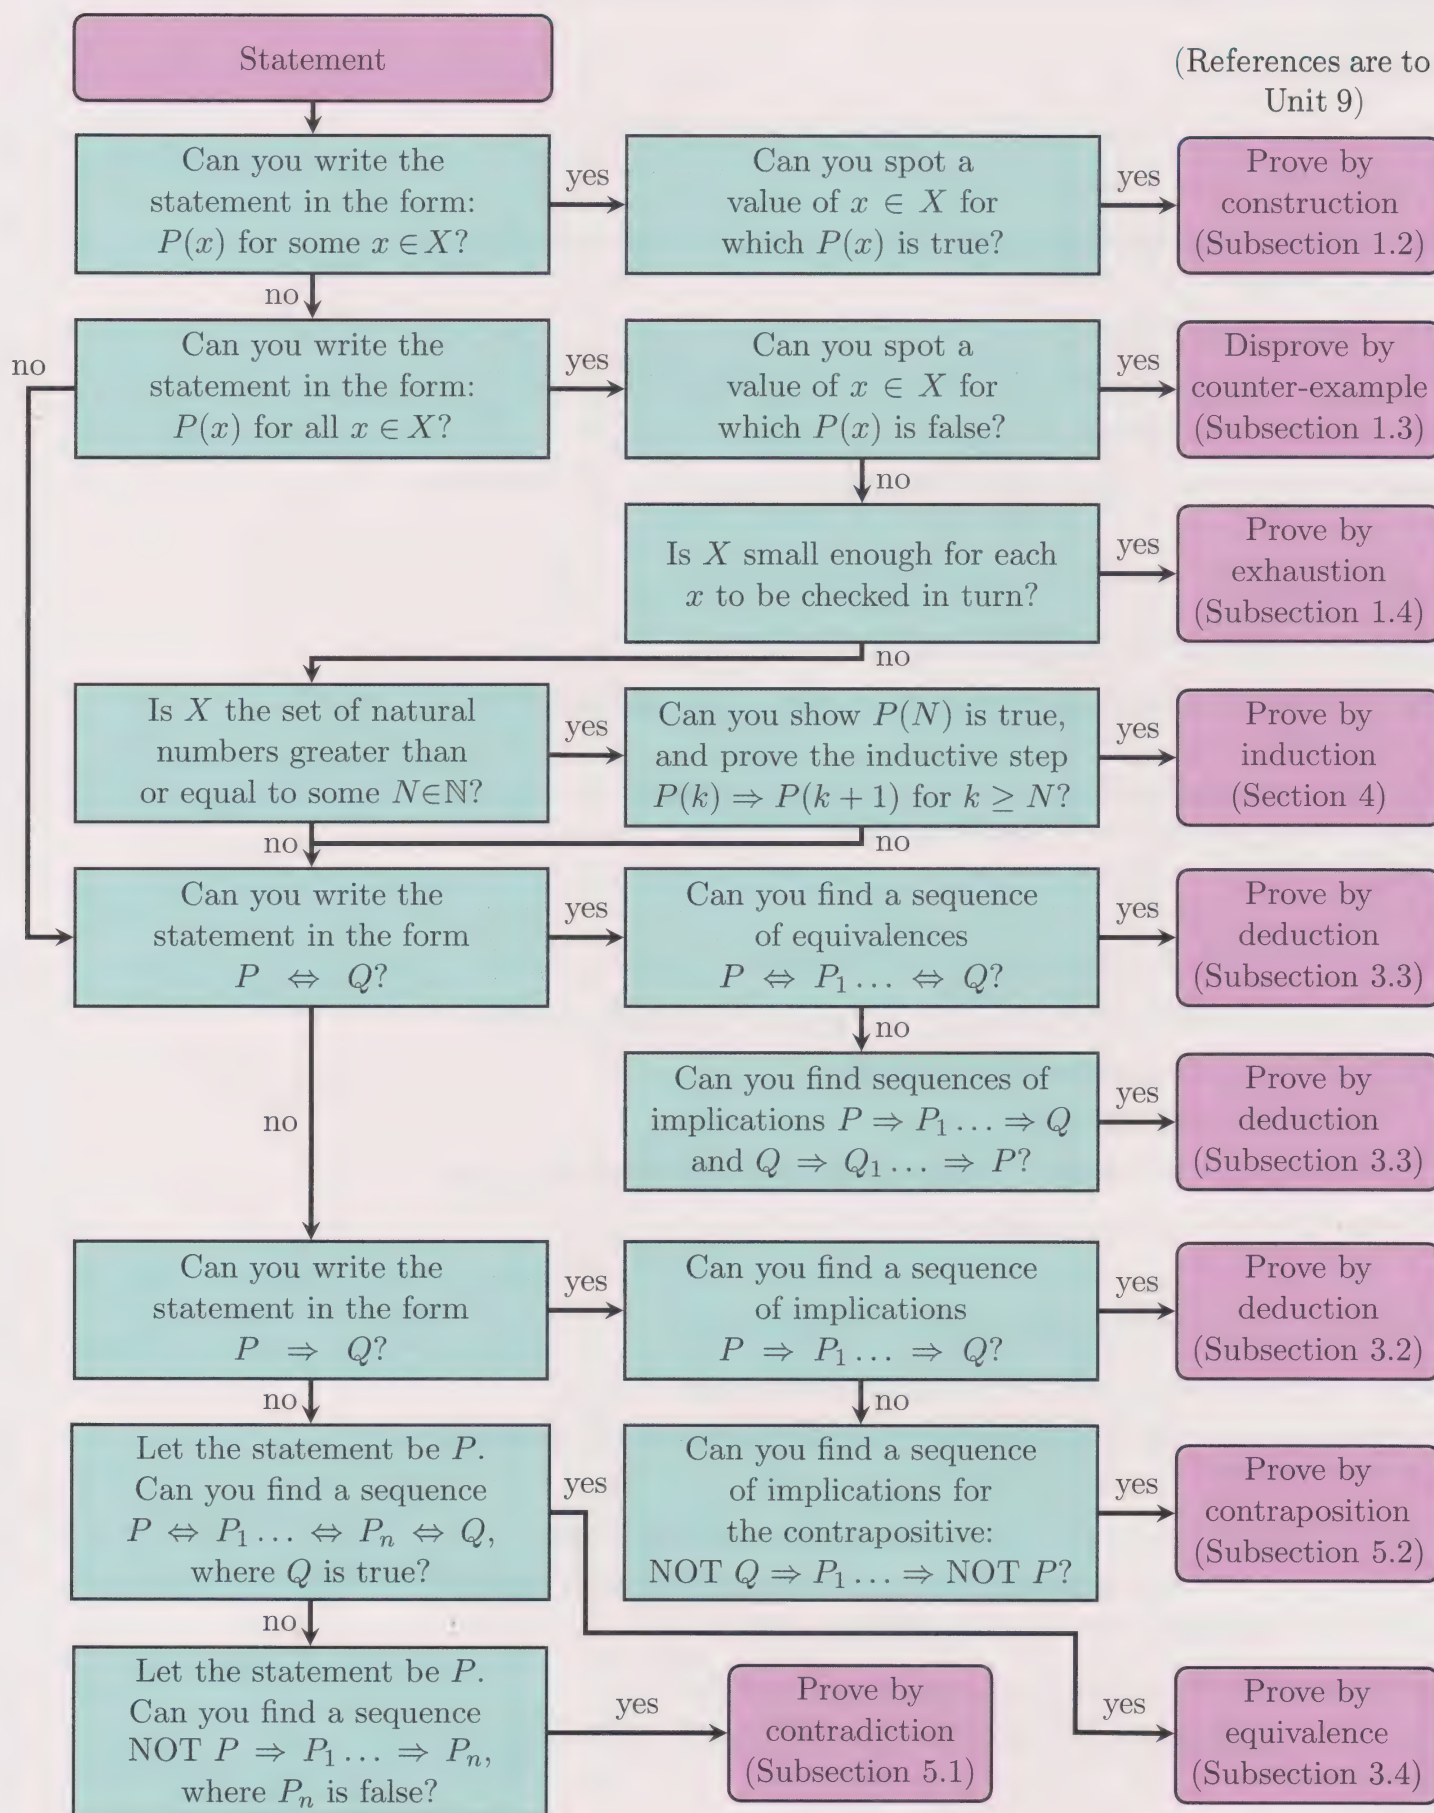 Statement
(References are to
Unit 9)
Can you write the
statement in the form:
P(x) for some x ∈ X?
yes
Can you spot a
value of x ∈ X for
which P(x) is true?
yes
Prove by
construction
(Subsection 1.2)
no
Can you write the
statement in the form:
P(x) for all x ∈ X?
no
yes
Can you spot a
value of x ∈ X for
which P(x) is false?
yes
Disprove by
counter-example
(Subsection 1.3)
no
Is X small enough for each
x to be checked in turn?
yes
Prove by
exhaustion
(Subsection 1.4)
no
Is X the set of natural
numbers greater than
or equal to some N∈ℕ?
yes
Can you show P(N) is true,
and prove the inductive step
P(k) ⇒ P(k + 1) for k ≥ N?
yes
Prove by
induction
(Section 4)
no
no
Can you write the
statement in the form
P ⇔ Q?
yes
Can you find a sequence
of equivalences
P ⇔ P₁ … ⇔ Q?
yes
Prove by
deduction
(Subsection 3.3)
no
Can you find sequences of
implications P ⇒ P₁ … ⇒ Q
and Q ⇒ Q₁ … ⇒ P?
yes
Prove by
deduction
(Subsection 3.3)
no
Can you write the
statement in the form
P ⇒ Q?
yes
Can you find a sequence
of implications
P ⇒ P₁ … ⇒ Q?
yes
Prove by
deduction
(Subsection 3.2)
no
no
Let the statement be P.
Can you find a sequence
P ⇔ P₁ … ⇔ Pₙ ⇔ Q,
where Q is true?
yes
Can you find a sequence
of implications for
the contrapositive:
NOT Q ⇒ P₁ … ⇒ NOT P?
yes
Prove by
contraposition
(Subsection 5.2)
no
Let the statement be P.
Can you find a sequence
NOT P ⇒ P₁ … ⇒ Pₙ,
where Pₙ is false?
yes
Prove by
contradiction
(Subsection 5.1)
yes
Prove by
equivalence
(Subsection 3.4)